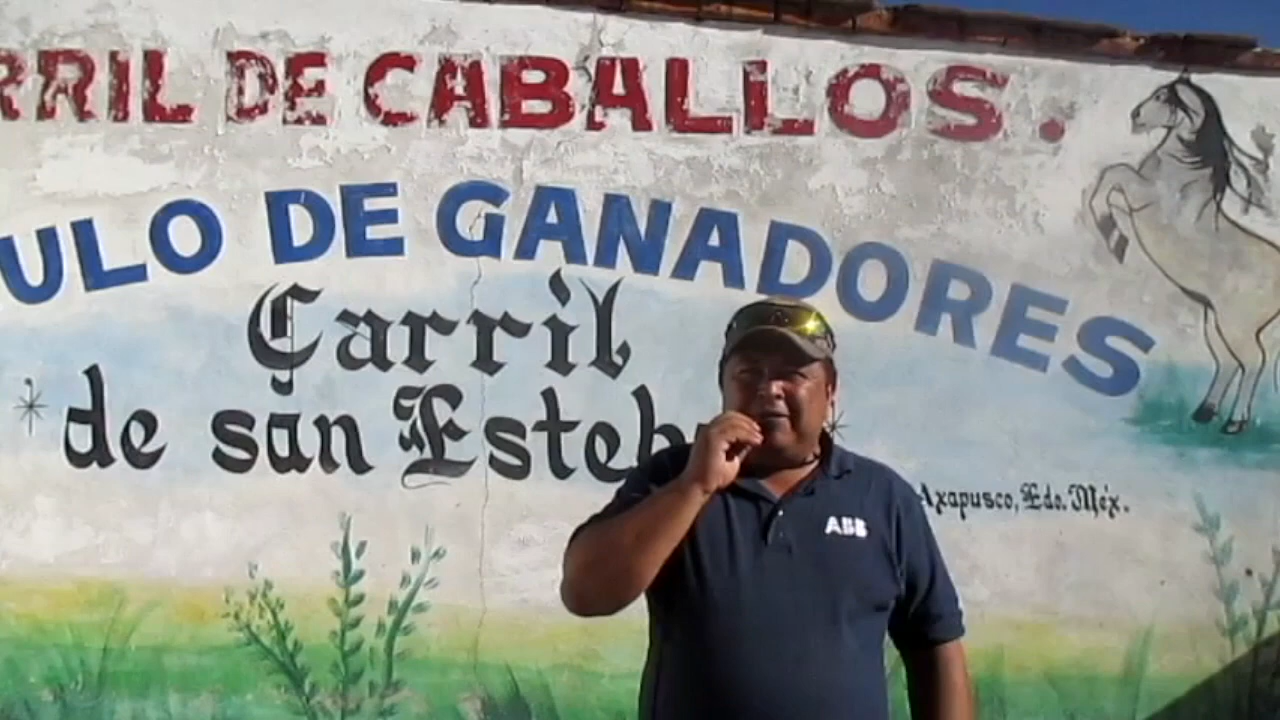 RRIL DE CABALLOS.
ULO DE GANADORES
Carril
de san Esteb
Axapusco, Edo. Méx.
ABB